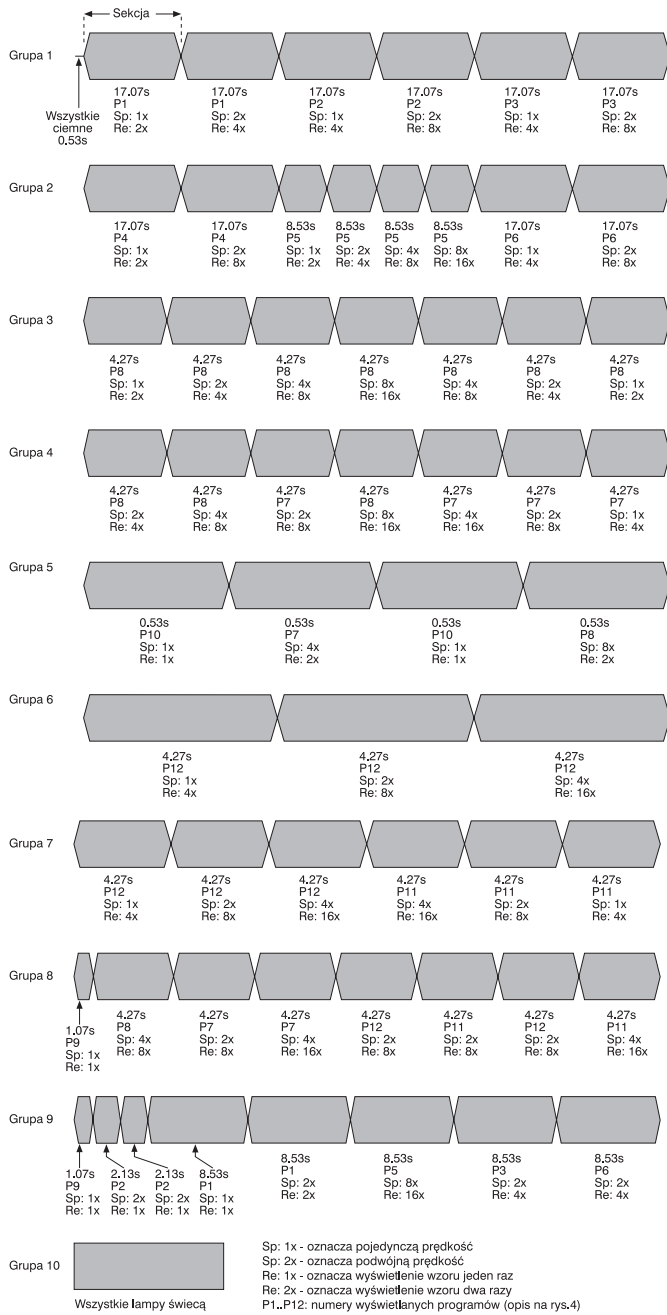 Sekcja
Grupa 1
Wszystkie
ciemne
0.53s
17.07s 17.07s 17.07s 17.07s 17.07s 17.07s
P1 P1 P2 P2 P3 P3
Sp: 1x Sp: 2x Sp: 1x Sp: 2x Sp: 1x Sp: 2x
Re: 2x Re: 4x Re: 4x Re: 8x Re: 4x Re: 8x
Grupa 2
17.07s 17.07s 8.53s 8.53s 8.53s 8.53s 17.07s 17.07s
P4 P4 P5 P5 P5 P5 P6 P6
Sp: 1x Sp: 2x Sp: 1x Sp: 2x Sp: 4x Sp: 8x Sp: 1x Sp: 2x
Re: 2x Re: 8x Re: 2x Re: 4x Re: 8x Re: 16x Re: 4x Re: 8x
Grupa 3
4.27s 4.27s 4.27s 4.27s 4.27s 4.27s 4.27s
P8 P8 P8 P8 P8 P8 P8
Sp: 1x Sp: 2x Sp: 4x Sp: 8x Sp: 4x Sp: 2x Sp: 1x
Re: 2x Re: 4x Re: 8x Re: 16x Re: 8x Re: 4x Re: 2x
Grupa 4
4.27s 4.27s 4.27s 4.27s 4.27s 4.27s 4.27s
P8 P8 P7 P8 P7 P7 P7
Sp: 2x Sp: 4x Sp: 2x Sp: 8x Sp: 4x Sp: 2x Sp: 1x
Re: 4x Re: 8x Re: 8x Re: 16x Re: 16x Re: 8x Re: 4x
Grupa 5
0.53s 0.53s 0.53s 0.53s
P10 P7 P10 P8
Sp: 1x Sp: 4x Sp: 1x Sp: 8x
Re: 1x Re: 2x Re: 1x Re: 2x
Grupa 6
4.27s 4.27s 4.27s
P12 P12 P12
Sp: 1x Sp: 2x Sp: 4x
Re: 4x Re: 8x Re: 16x
Grupa 7
4.27s 4.27s 4.27s 4.27s 4.27s 4.27s
P12 P12 P12 P11 P11 P11
Sp: 1x Sp: 2x Sp: 4x Sp: 4x Sp: 2x Sp: 1x
Re: 4x Re: 8x Re: 16x Re: 16x Re: 8x Re: 4x
Grupa 8
1.07s 4.27s 4.27s 4.27s 4.27s 4.27s 4.27s 4.27s
P9 P8 P7 P7 P12 P11 P12 P11
Sp: 1x Sp: 4x Sp: 2x Sp: 4x Sp: 2x Sp: 2x Sp: 2x Sp: 4x
Re: 1x Re: 8x Re: 8x Re: 16x Re: 8x Re: 8x Re: 8x Re: 16x
Grupa 9
1.07s 2.13s 2.13s 8.53s 8.53s 8.53s 8.53s 8.53s
P9 P2 P2 P1 P1 P5 P3 P6
Sp: 1x Sp: 2x Sp: 2x Sp: 1x Sp: 2x Sp: 8x Sp: 2x Sp: 2x
Re: 1x Re: 1x Re: 1x Re: 1x Re: 2x Re: 16x Re: 4x Re: 4x
Grupa 10
Wszystkie lampy świecą
Sp: 1x - oznacza pojedynczą prędkość
Sp: 2x - oznacza podwójną prędkość
Re: 1x - oznacza wyświetlenie wzoru jeden raz
Re: 2x - oznacza wyświetlenie wzoru dwa razy
P1..P12: numery wyświetlanych programów (opis na rys.4)